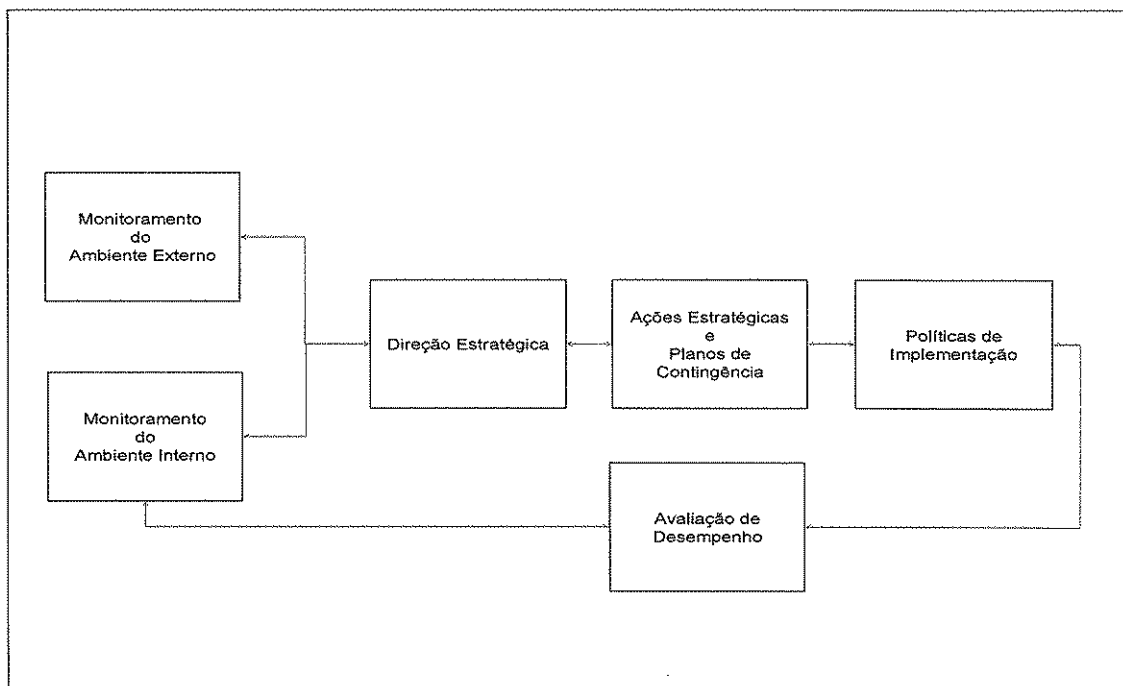 Monitoramento
do
Ambiente Externo
Monitoramento
do
Ambiente Interno
Direção Estratégica
Ações Estratégicas
e
Planos de
Contingência
Políticas de
Implementação
Avaliação de
Desempenho